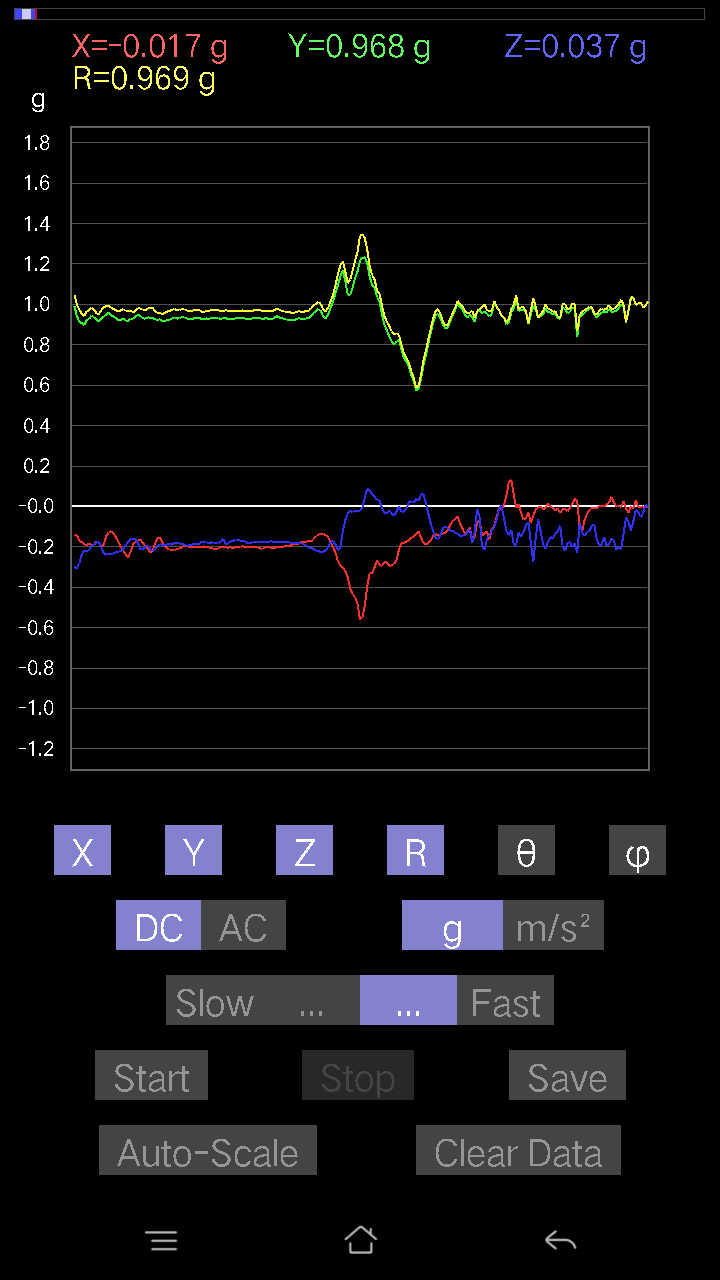 X=-0.017 g Y=0.968 g Z=0.037 g
R=0.969 g
g
1.8
1.6
1.4
1.2
1.0
0.8
0.6
0.4
0.2
-0.0
-0.2
-0.4
-0.6
-0.8
-1.0
-1.2
X Y Z R θ φ
DC AC g m/s²
Slow ... ... Fast
Start Stop Save
Auto-Scale Clear Data